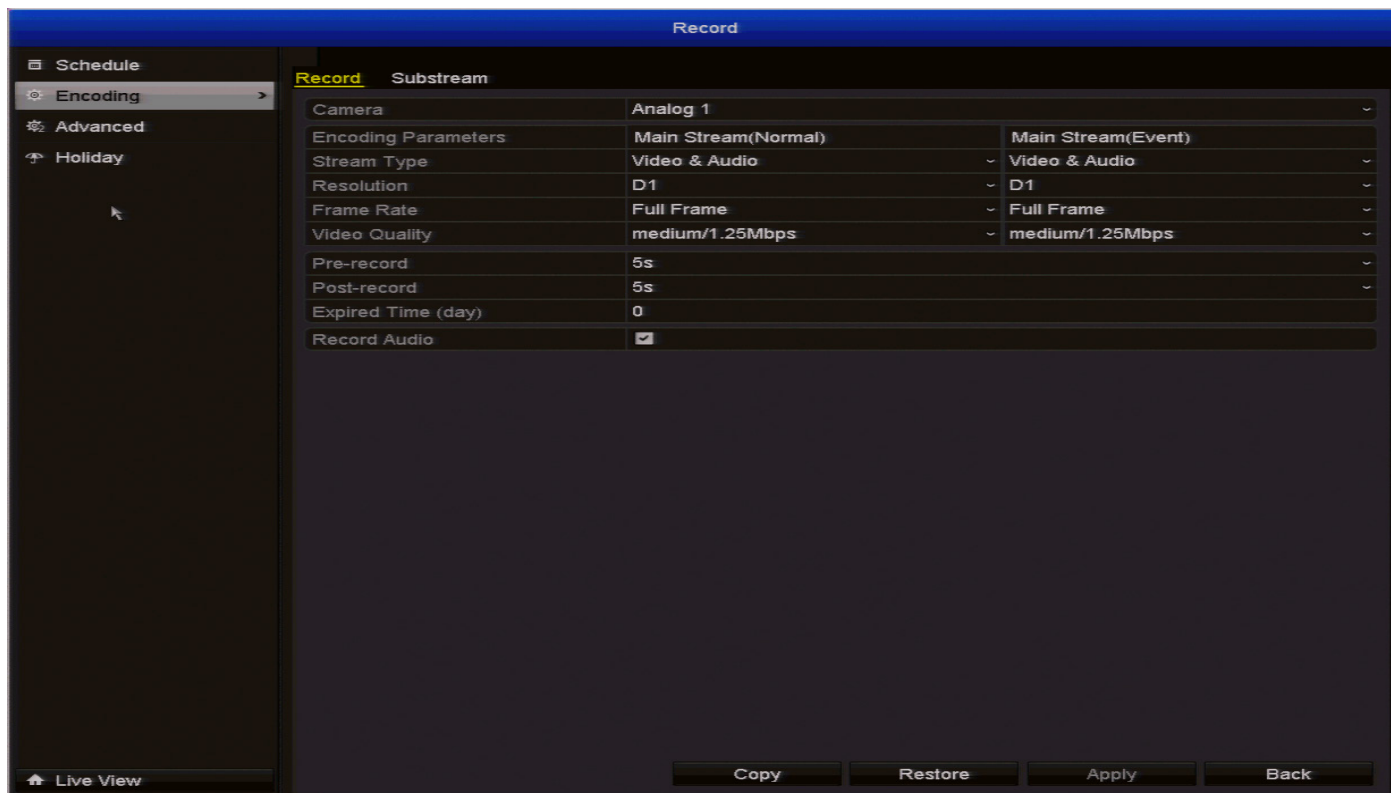 Record
Schedule
Encoding
Advanced
Holiday
Record Substream
Camera Analog 1
Encoding Parameters Main Stream(Normal) Main Stream(Event)
Stream Type Video & Audio Video & Audio
Resolution D1 D1
Frame Rate Full Frame Full Frame
Video Quality medium/1.25Mbps medium/1.25Mbps
Pre-record 5s
Post-record 5s
Expired Time (day) 0
Record Audio
Live View
Copy Restore Apply Back